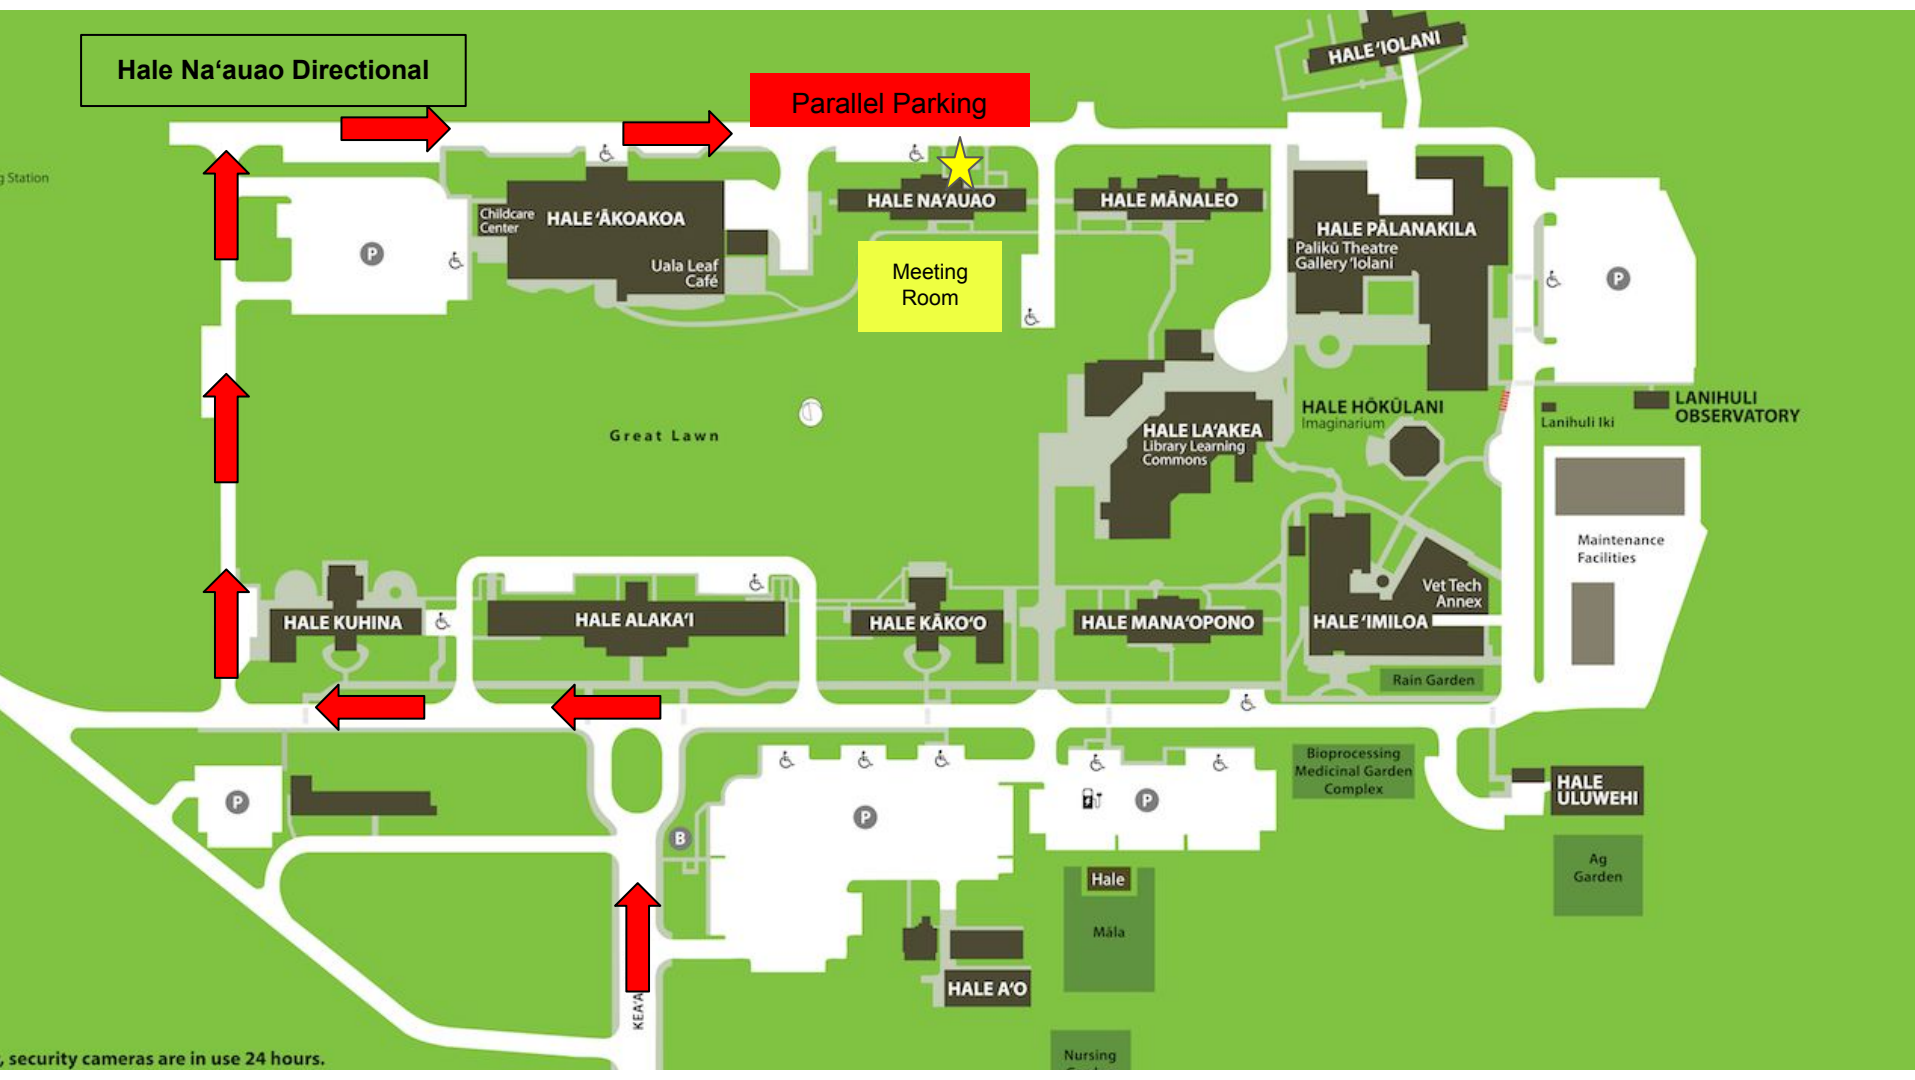 Hale Na‘auao Directional
Parallel Parking
HALE ‘IOLANI
g Station
Childcare
Center
HALE ‘ĀKOAKOA
Uala Leaf
Café
HALE NA‘AUAO
HALE MĀNALEO
HALE PĀLANAKILA
Palikū Theatre
Gallery ‘Iolani
P
P
Meeting
Room
Great Lawn
HALE LA‘AKEA
Library Learning
Commons
HALE HŌKŪLANI
Imaginarium
Lanihuli Iki
LANIHULI
OBSERVATORY
Maintenance
Facilities
HALE KUHINA
HALE ALAKA‘I
HALE KĀKO‘O
HALE MANA‘OPONO
HALE ‘IMILOA
Vet Tech
Annex
Rain Garden
P
B
P
P
Bioprocessing
Medicinal Garden
Complex
HALE
ULUWEHI
Ag
Garden
Hale
Māla
HALE A‘O
KEA‘A
Nursing
, security cameras are in use 24 hours.